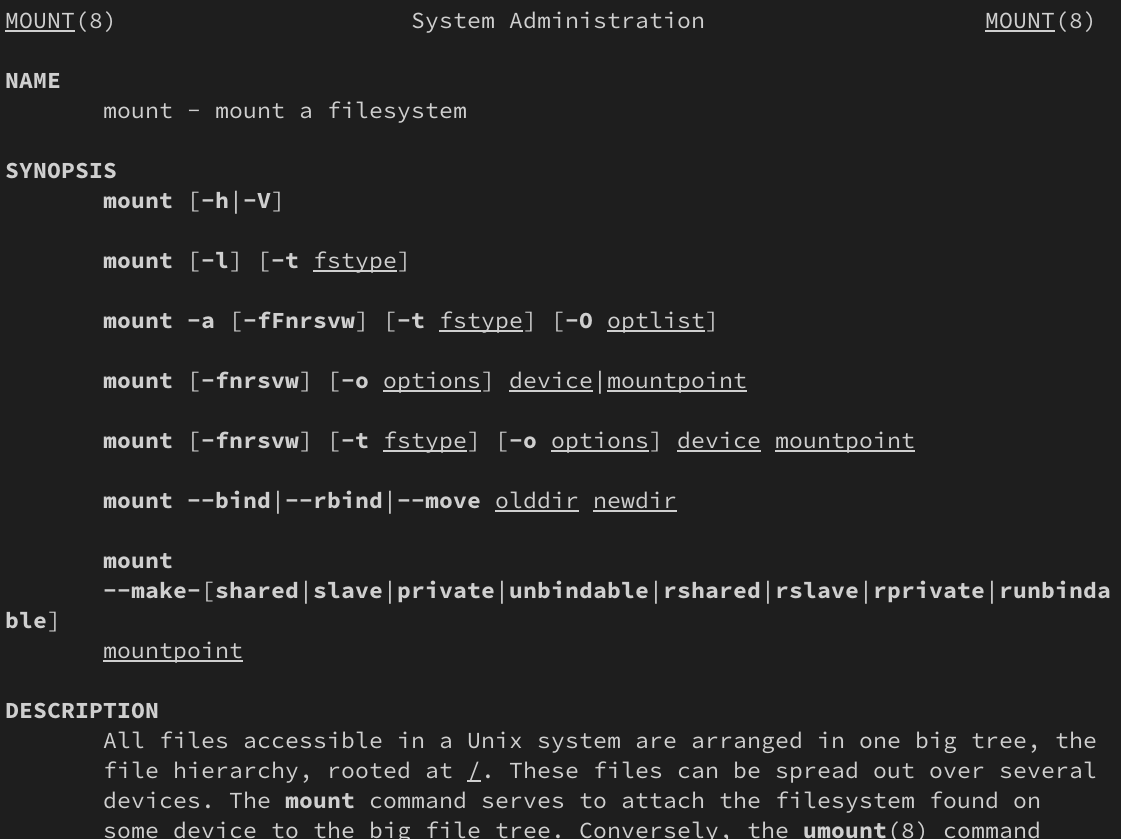 MOUNT(8) System Administration MOUNT(8)
NAME
mount - mount a filesystem
SYNOPSIS
mount [-h|-V]
mount [-l] [-t fstype]
mount -a [-fFnrsvw] [-t fstype] [-O optlist]
mount [-fnrsvw] [-o options] device|mountpoint
mount [-fnrsvw] [-t fstype] [-o options] device mountpoint
mount --bind|--rbind|--move olddir newdir
mount
--make-[shared|slave|private|unbindable|rshared|rslave|rprivate|runbinda
ble]
mountpoint
DESCRIPTION
All files accessible in a Unix system are arranged in one big tree, the
file hierarchy, rooted at /. These files can be spread out over several
devices. The mount command serves to attach the filesystem found on
some device to the big file tree. Conversely, the umount(8) command